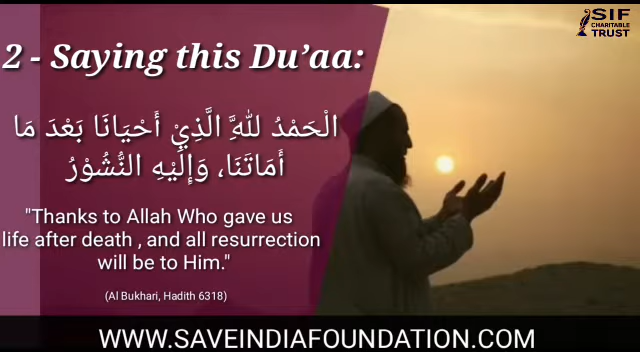 SIF
CHARITABLE
TRUST
2 - Saying this Du’aa:
الْحَمْدُ للهَِّ الَّذِيْ أَحْيَانَا بَعْدَ مَا
أَمَاتَنَا، وَإِلَيْهِ النُّشُوْرُ
"Thanks to Allah Who gave us
life after death , and all resurrection
will be to Him."
(Al Bukhari, Hadith 6318)
WWW.SAVEINDIAFOUNDATION.COM